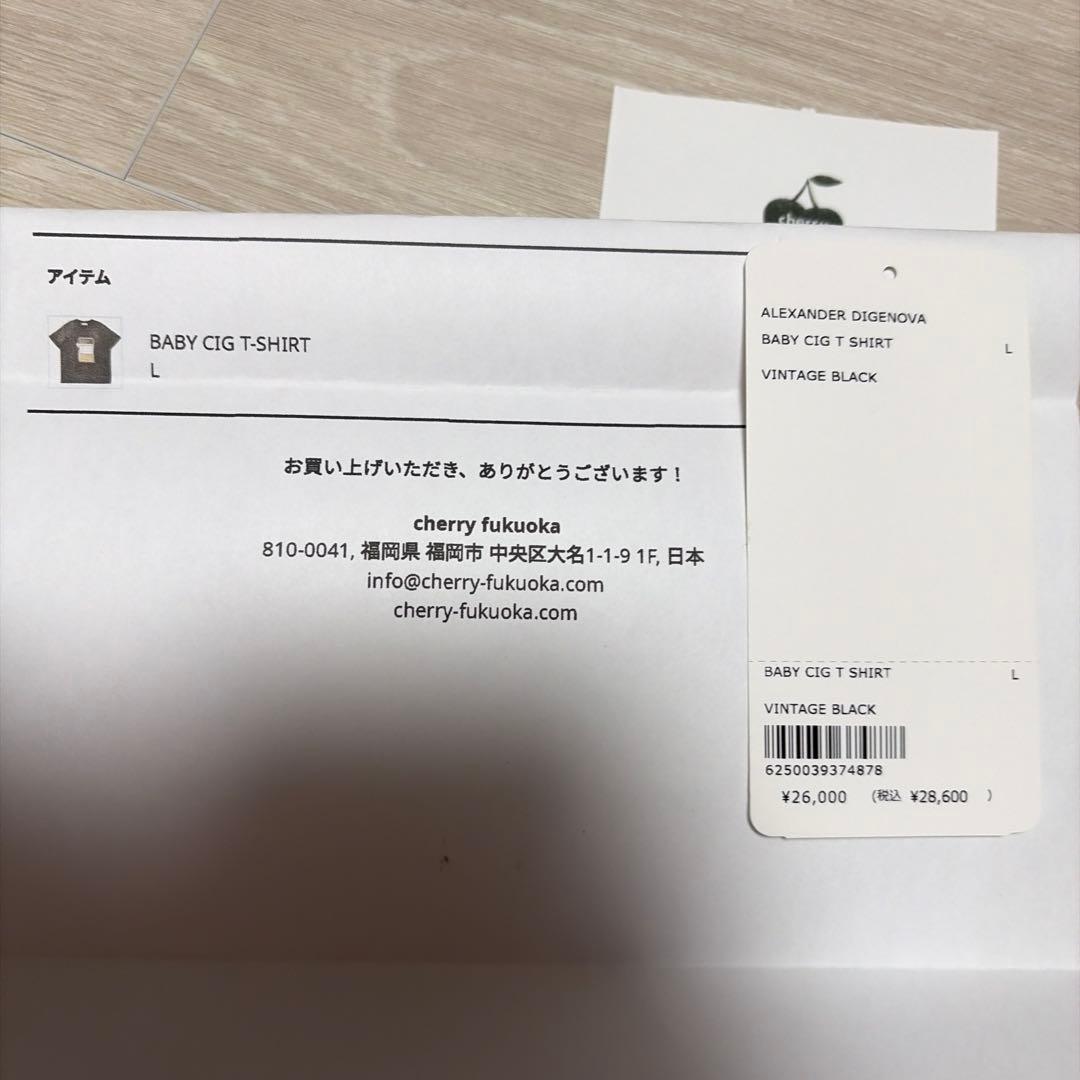 cherry
アイテム
BABY CIG T-SHIRT
L
お買い上げいただき、ありがとうございます！
cherry fukuoka
810-0041, 福岡県 福岡市 中央区大名1-1-9 1F, 日本
info@cherry-fukuoka.com
cherry-fukuoka.com
ALEXANDER DIGENOVA
BABY CIG T SHIRT L
VINTAGE BLACK
BABY CIG T SHIRT L
VINTAGE BLACK
6250039374878
¥26,000 (税込 ¥28,600 )